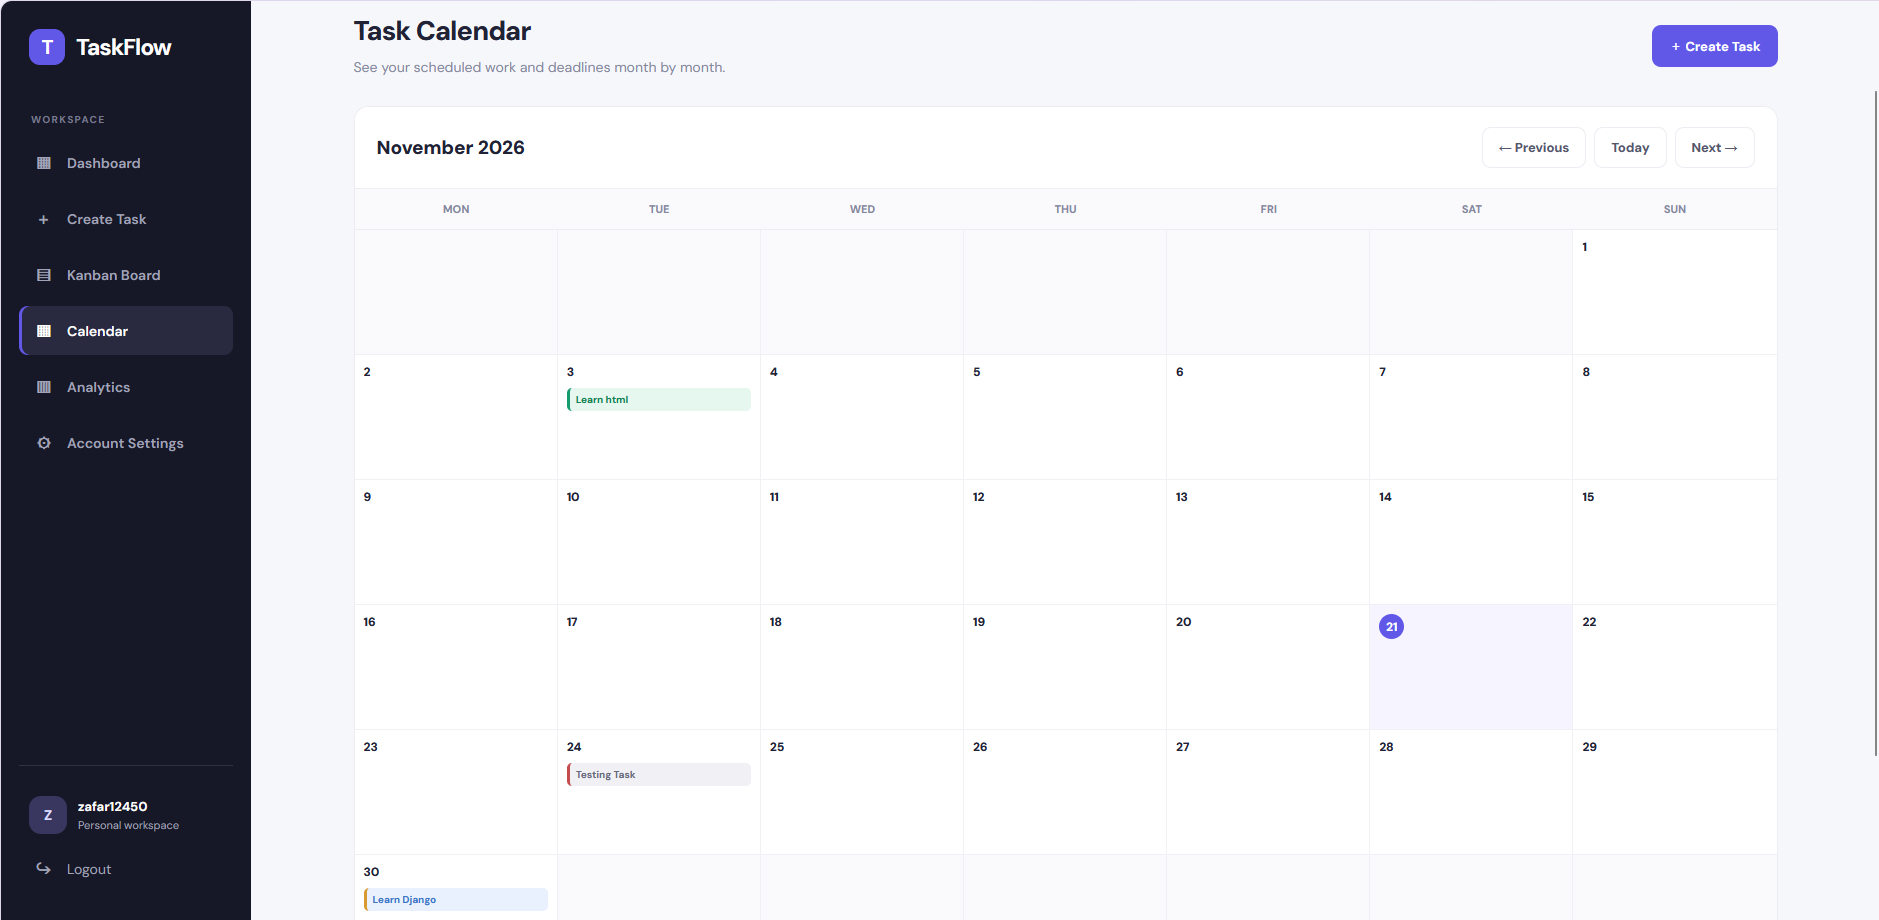 T TaskFlow
WORKSPACE
Dashboard
+ Create Task
Kanban Board
Calendar
Analytics
Account Settings
Z
zafar12450
Personal workspace
Logout
Task Calendar
See your scheduled work and deadlines month by month.
+ Create Task
November 2026
← Previous
Today
Next →
MON TUE WED THU FRI SAT SUN
1
2 3 4 5 6 7 8
Learn html
9 10 11 12 13 14 15
16 17 18 19 20 21 22
23 24 25 26 27 28 29
Testing Task
30
Learn Django